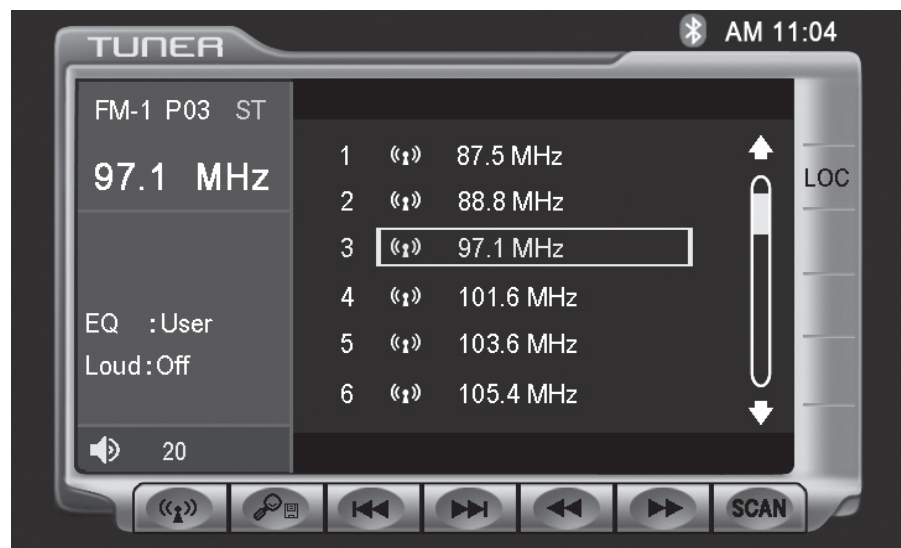 TUNER
AM 11:04
FM-1 P03 ST
97.1 MHz
EQ :User
Loud:Off
20
1 87.5 MHz
2 88.8 MHz
3 97.1 MHz
4 101.6 MHz
5 103.6 MHz
6 105.4 MHz
LOC
SCAN